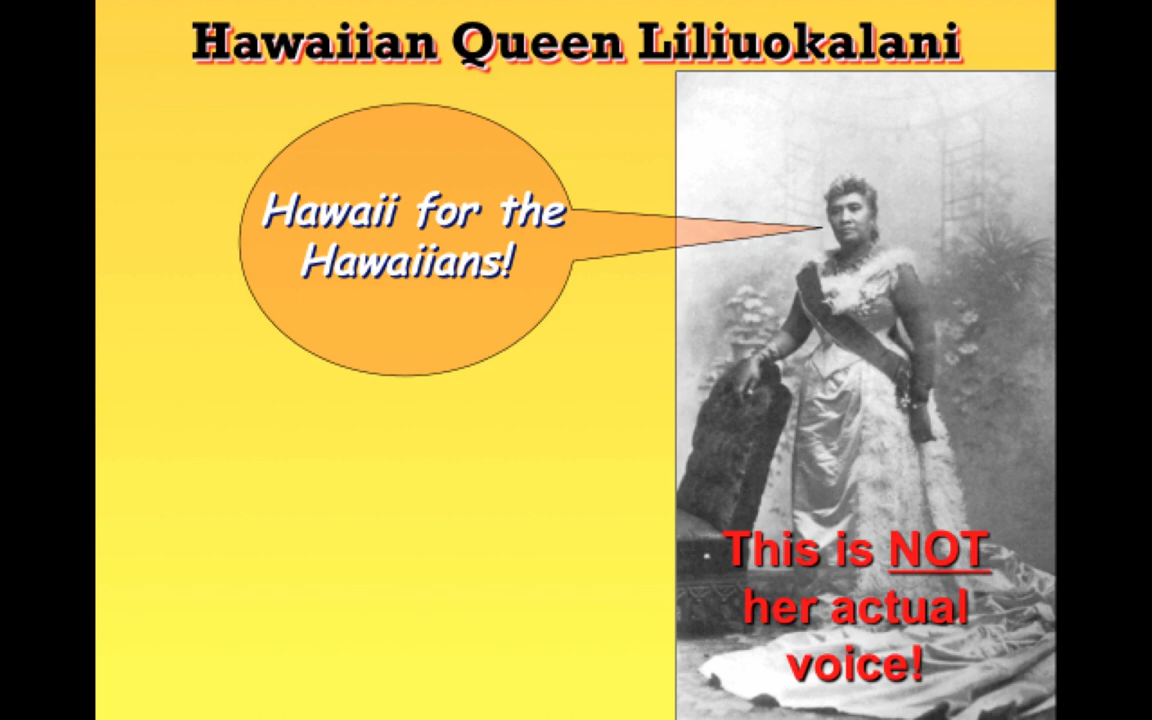 Hawaiian Queen Liliuokalani
Hawaii for the
Hawaiians!
This is NOT
her actual
voice!